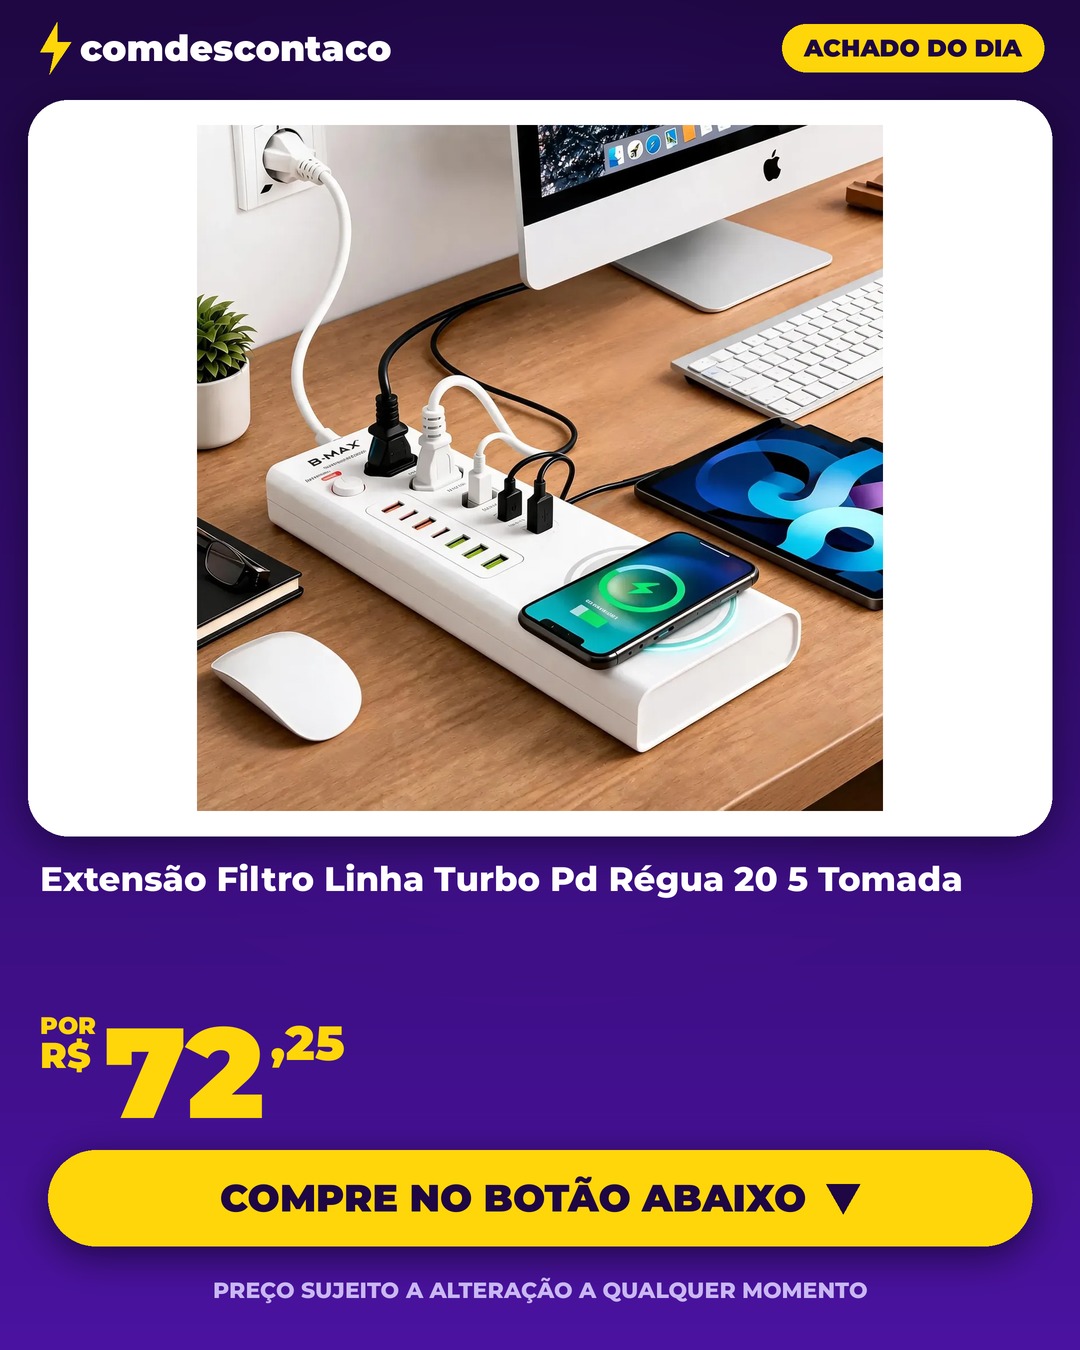 comdescontaco
ACHADO DO DIA
B-MAX
Extensão Filtro Linha Turbo Pd Régua 20 5 Tomada
POR
R$ 72,25
COMPRE NO BOTÃO ABAIXO ▼
PREÇO SUJEITO A ALTERAÇÃO A QUALQUER MOMENTO